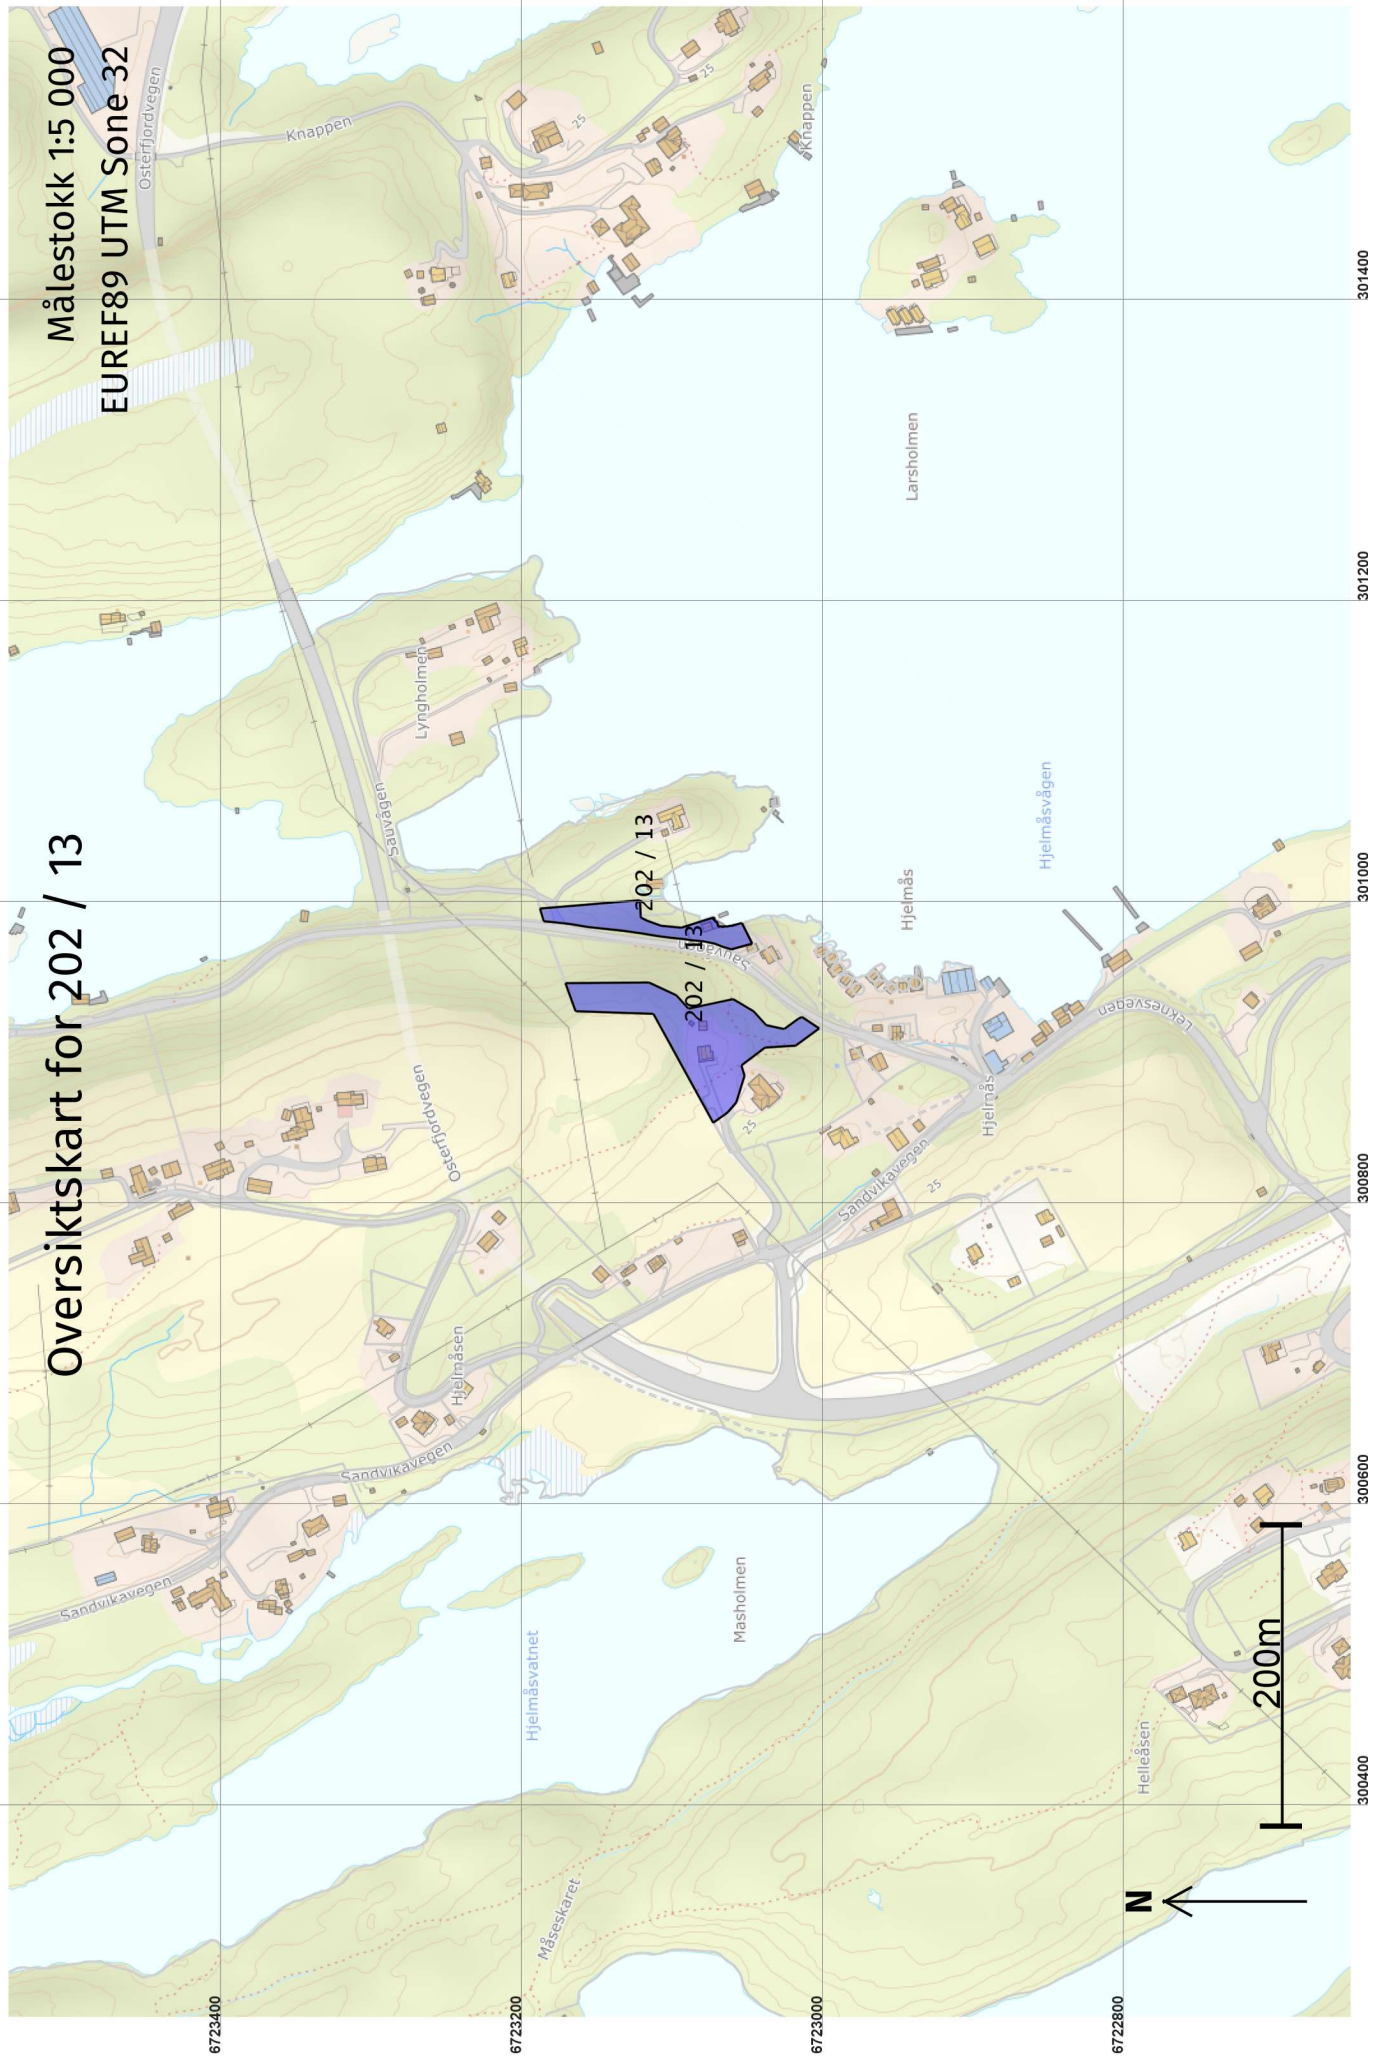 Oversiktskart for 202 / 13
Målestokk 1:5 000
EUREF89 UTM Sone 32
Osterfjordvegen
Knappen
25
25
Knappen
Sandvikavegen
Sandvikavegen
Hjelmåsen
Osterfjordvegen
Sauvågen
Lyngholmen
202 / 13
202 / 13
Sauvågen
25
Hjelmåsvatnet
Masholmen
Måseskaret
Sandvikavegen
25
Hjelmås
Hjelmås
Leknesvegen
Hjelmåsvågen
Larsholmen
Helleåsen
200m
N
6723400
6723200
6723000
6722800
300400
300600
300800
301000
301200
301400